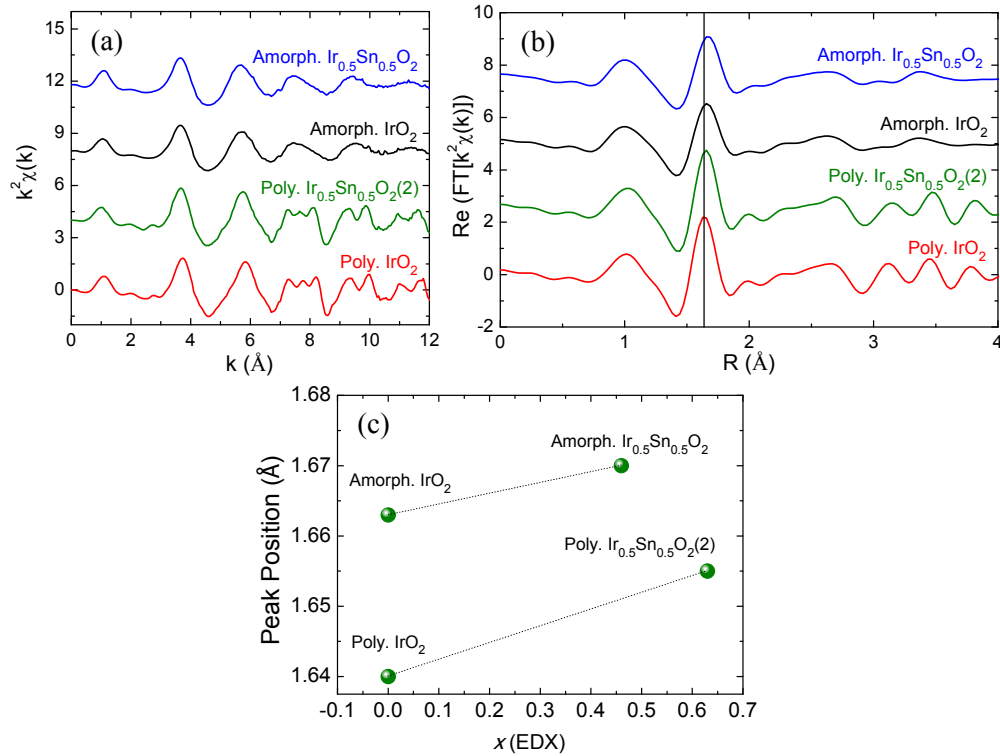 (a)
k²χ(k)
15
12
9
6
3
0
Amorph. Ir₀.₅Sn₀.₅O₂
Amorph. IrO₂
Poly. Ir₀.₅Sn₀.₅O₂(2)
Poly. IrO₂
0 2 4 6 8 10 12
k (Å)
(b)
Re (FT[k²χ(k)])
10
8
6
4
2
0
-2
Amorph. Ir₀.₅Sn₀.₅O₂
Amorph. IrO₂
Poly. Ir₀.₅Sn₀.₅O₂(2)
Poly. IrO₂
0 1 2 3 4
R (Å)
(c)
Peak Position (Å)
1.68
1.67
1.66
1.65
1.64
Amorph. Ir₀.₅Sn₀.₅O₂
Amorph. IrO₂
Poly. Ir₀.₅Sn₀.₅O₂(2)
Poly. IrO₂
-0.1 0.0 0.1 0.2 0.3 0.4 0.5 0.6 0.7
x (EDX)